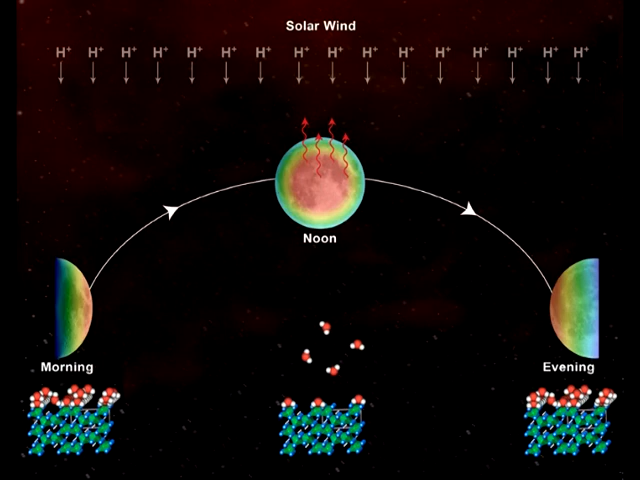 Solar Wind
H⁺ H⁺ H⁺ H⁺ H⁺ H⁺ H⁺ H⁺ H⁺ H⁺ H⁺ H⁺ H⁺ H⁺ H⁺ H⁺
Noon
Morning
Evening